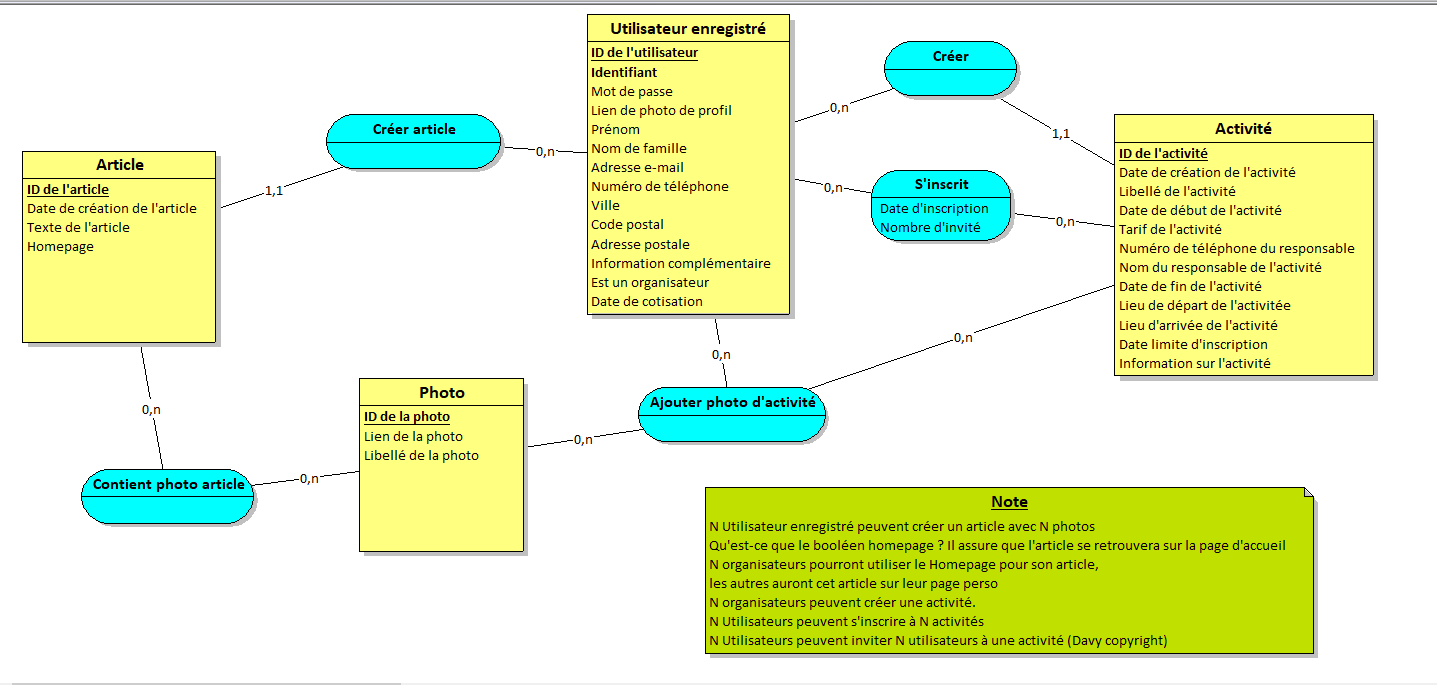 Utilisateur enregistré
ID de l'utilisateur
Identifiant
Mot de passe
Lien de photo de profil
Prénom
Nom de famille
Adresse e-mail
Numéro de téléphone
Ville
Code postal
Adresse postale
Information complémentaire
Est un organisateur
Date de cotisation
Créer
0,n
1,1
Créer article
0,n
1,1
Article
ID de l'article
Date de création de l'article
Texte de l'article
Homepage
S'inscrit
Date d'inscription
Nombre d'invité
0,n
0,n
Activité
ID de l'activité
Date de création de l'activité
Libellé de l'activité
Date de début de l'activité
Tarif de l'activité
Numéro de téléphone du responsable
Nom du responsable de l'activité
Date de fin de l'activité
Lieu de départ de l'activitée
Lieu d'arrivée de l'activité
Date limite d'inscription
Information sur l'activité
0,n
0,n
0,n
Ajouter photo d'activité
Photo
ID de la photo
Lien de la photo
Libellé de la photo
0,n
0,n
Contient photo article
Note
N Utilisateur enregistré peuvent créer un article avec N photos
Qu'est-ce que le booléen homepage ? Il assure que l'article se retrouvera sur la page d'accueil
N organisateurs pourront utiliser le Homepage pour son article,
les autres auront cet article sur leur page perso
N organisateurs peuvent créer une activité.
N Utilisateurs peuvent s'inscrire à N activités
N Utilisateurs peuvent inviter N utilisateurs à une activité (Davy copyright)